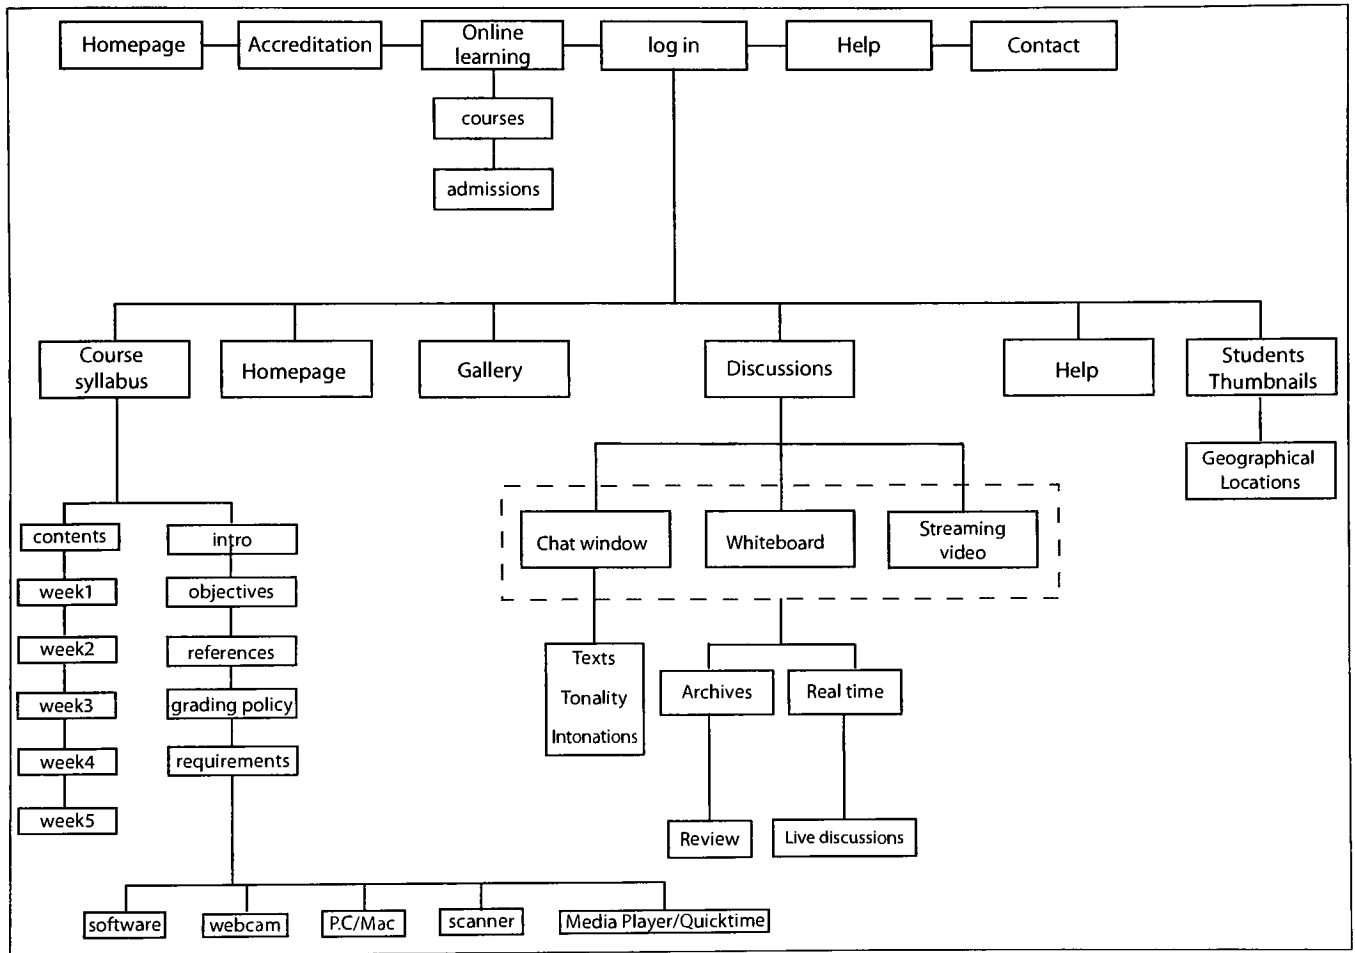 Homepage
Accreditation
Online
learning
log in
Help
Contact
courses
admissions
Course
syllabus
Homepage
Gallery
Discussions
Help
Students
Thumbnails
Geographical
Locations
contents
intro
Chat window
Whiteboard
Streaming
video
week1
objectives
week2
references
week3
grading policy
week4
requirements
week5
Texts
Tonality
Intonations
Archives
Real time
Review
Live discussions
software
webcam
P.C/Mac
scanner
Media Player/Quicktime